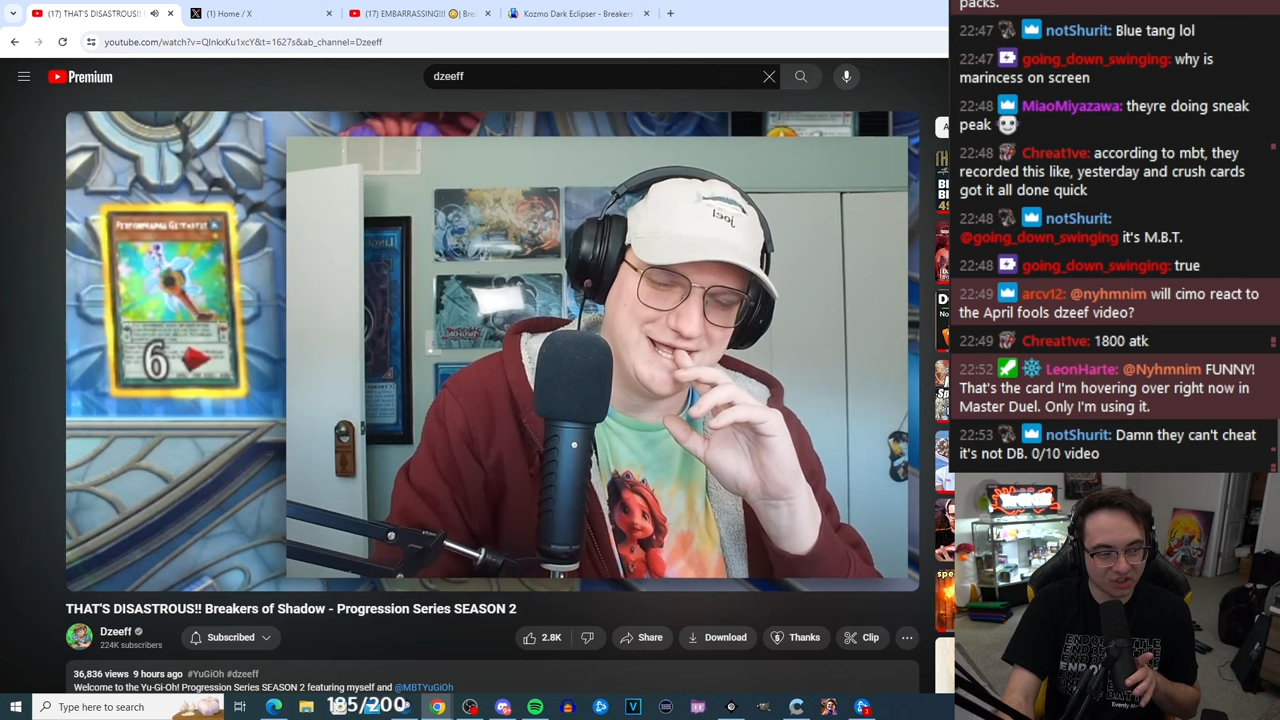 (17) THAT'S DISASTROUS!! B
(1) Home / X
(17) EMBARRASSING!!! | Bre
Kozmo Dark Eclipser - Breakers
youtube.com/watch?v=QlnkxKu1xcY&t=1627s&ab_channel=Dzeeff
Premium
dzeeff
6
joel
THAT'S DISASTROUS!! Breakers of Shadow - Progression Series SEASON 2
Dzeeff
224K subscribers
Subscribed
2.8K
Share
Download
Thanks
Clip
36,836 views 9 hours ago #YuGiOh #dzeeff
Welcome to the Yu-Gi-Oh! Progression Series SEASON 2 featuring myself and @MBTYuGiOh
Type here to search
185/200
packs.
22:47 notShurit: Blue tang lol
22:47 going_down_swinging: why is
marincess on screen
22:48 MiaoMiyazawa: theyre doing sneak
peak
22:48 Chreat1ve: according to mbt, they
recorded this like, yesterday and crush cards
got it all done quick
22:48 notShurit:
@going_down_swinging it's M.B.T.
22:48 going_down_swinging: true
22:49 arcv12: @nyhmnim will cimo react to
the April fools dzeef video?
22:49 Chreat1ve: 1800 atk
22:52 LeonHarte: @Nyhmnim FUNNY!
That's the card I'm hovering over right now in
Master Duel. Only I'm using it.
22:53 notShurit: Damn they can't cheat
it's not DB. 0/10 video